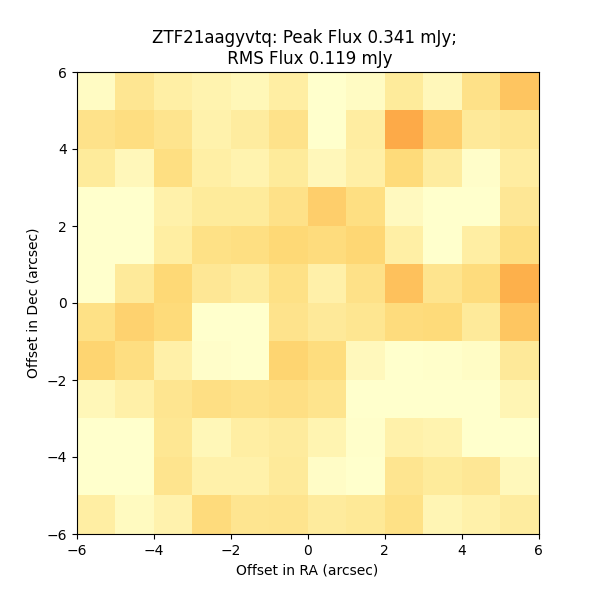 ZTF21aagyvtq: Peak Flux 0.341 mJy;
RMS Flux 0.119 mJy
6
4
2
0
−2
−4
−6
Offset in Dec (arcsec)
−6 −4 −2 0 2 4 6
Offset in RA (arcsec)